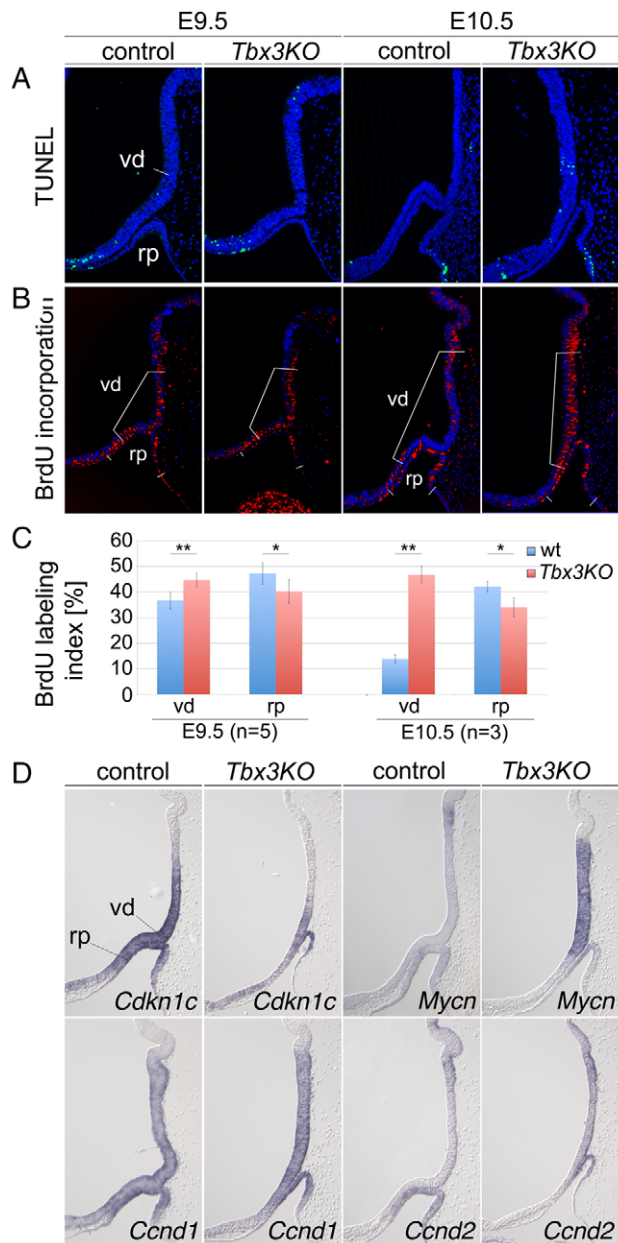 E9.5 E10.5
control Tbx3KO control Tbx3KO
A
TUNEL
vd
rp
B
BrdU incorporation
vd
rp
vd
rp
C
BrdU labeling
index [%]
60
50
40
30
20
10
0
** * ** *
wt
Tbx3KO
vd rp vd rp
E9.5 (n=5) E10.5 (n=3)
D
control Tbx3KO control Tbx3KO
vd
rp
Cdkn1c Cdkn1c Mycn Mycn
Ccnd1 Ccnd1 Ccnd2 Ccnd2